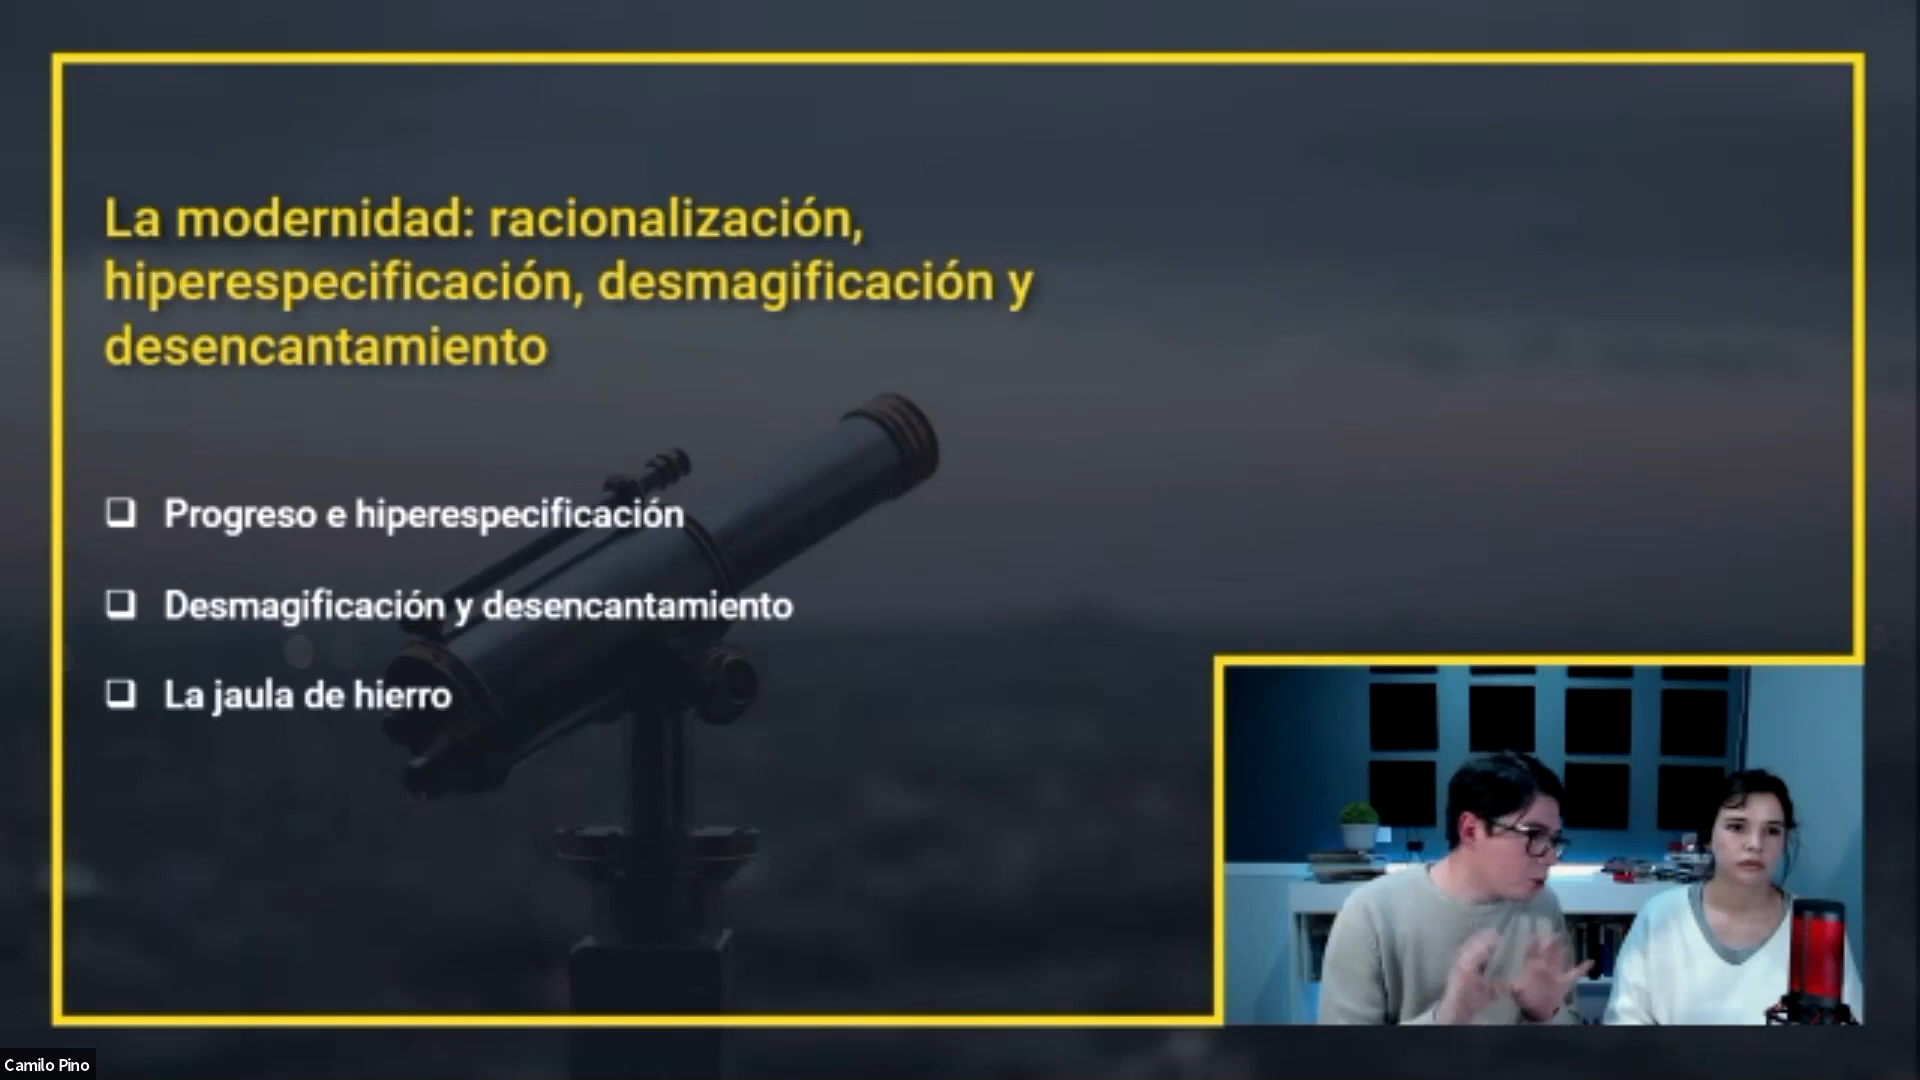 La modernidad: racionalización,
hiperespecificación, desmagificación y
desencantamiento
Progreso e hiperespecificación
Desmagificación y desencantamiento
La jaula de hierro
Camilo Pino